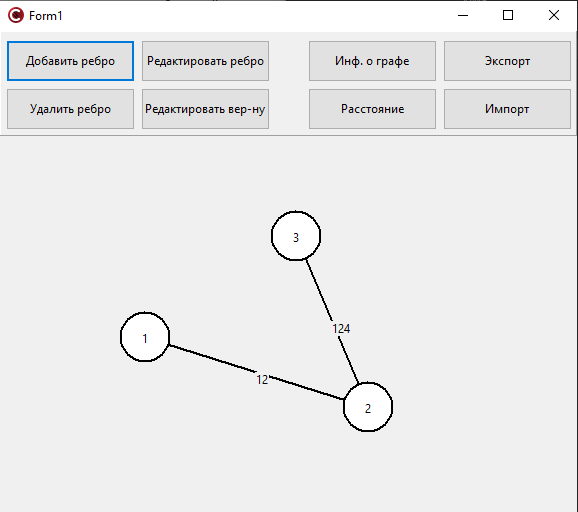 Form1
Добавить ребро
Редактировать ребро
Инф. о графе
Экспорт
Удалить ребро
Редактировать вер-ну
Расстояние
Импорт
3
124
1
12
2